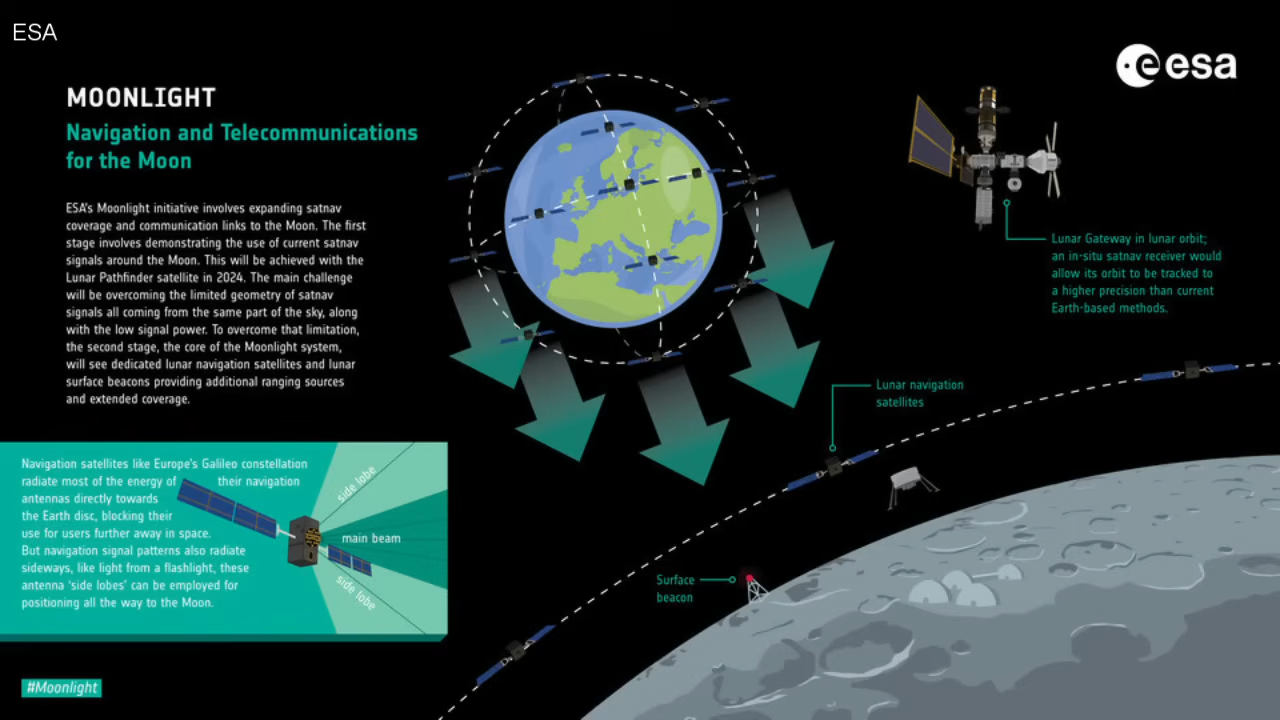 ESA
esa
MOONLIGHT
Navigation and Telecommunications
for the Moon
ESA's Moonlight initiative involves expanding satnav
coverage and communication links to the Moon. The first
stage involves demonstrating the use of current satnav
signals around the Moon. This will be achieved with the
Lunar Pathfinder satellite in 2024. The main challenge
will be overcoming the limited geometry of satnav
signals all coming from the same part of the sky, along
with the low signal power. To overcome that limitation,
the second stage, the core of the Moonlight system,
will see dedicated lunar navigation satellites and lunar
surface beacons providing additional ranging sources
and extended coverage.
Lunar Gateway in lunar orbit;
an in-situ satnav receiver would
allow its orbit to be tracked to
a higher precision than current
Earth-based methods.
Lunar navigation
satellites
Surface
beacon
Navigation satellites like Europe's Galileo constellation
radiate most of the energy of their navigation
antennas directly towards
the Earth disc, blocking their
use for users further away in space.
But navigation signal patterns also radiate
sideways, like light from a flashlight, these
antenna 'side lobes' can be employed for
positioning all the way to the Moon.
side lobe
main beam
side lobe
#Moonlight